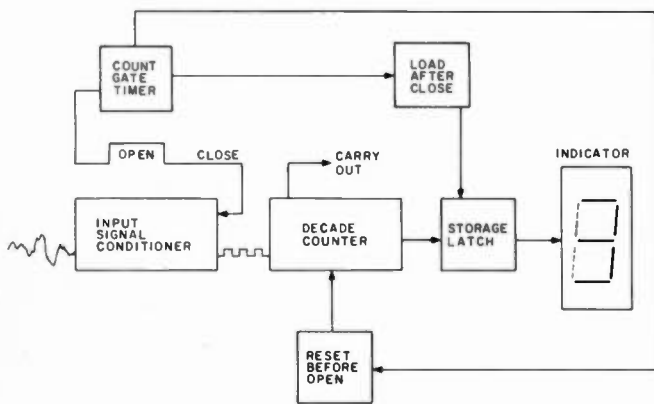 COUNT
GATE
TIMER
LOAD
AFTER
CLOSE
OPEN
CLOSE
CARRY
OUT
INDICATOR
INPUT
SIGNAL
CONDITIONER
DECADE
COUNTER
STORAGE
LATCH
RESET
BEFORE
OPEN